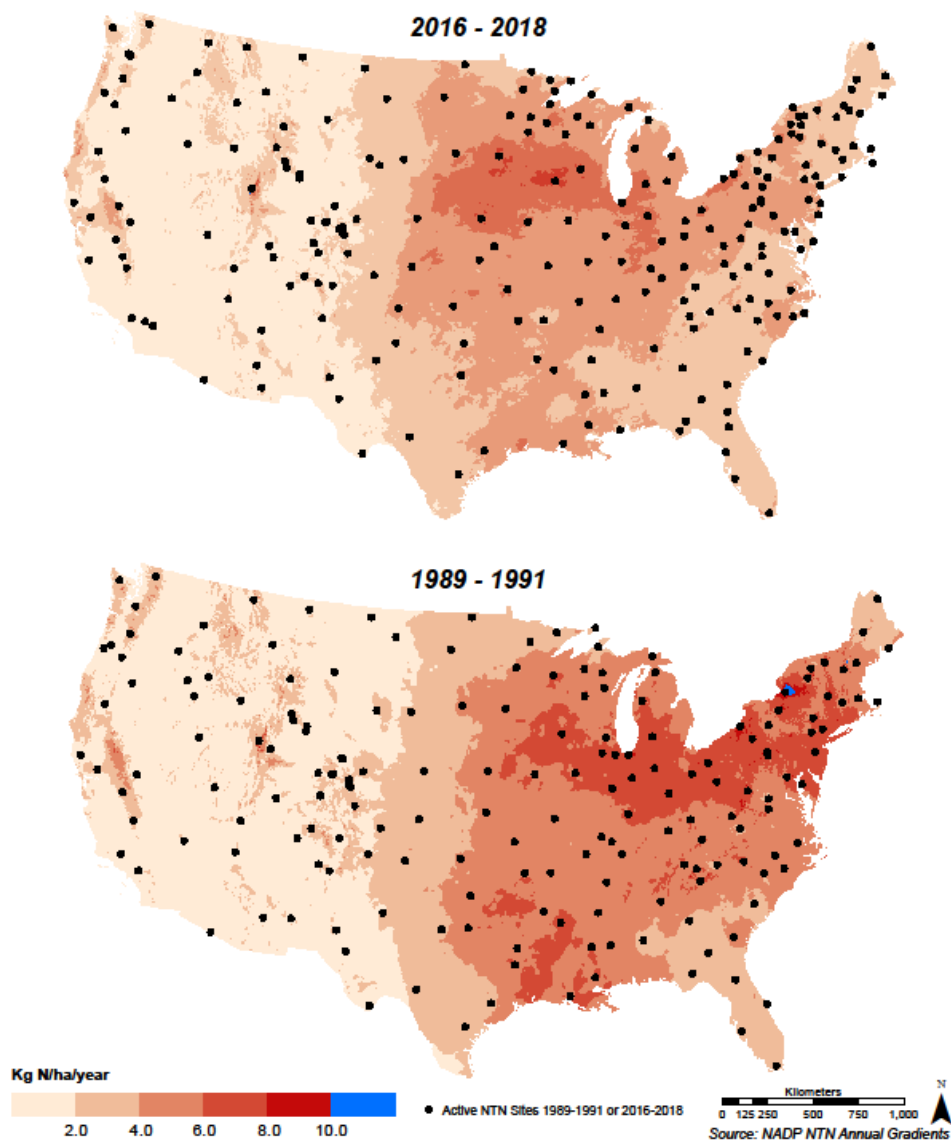 2016 - 2018
1989 - 1991
Kg N/ha/year
2.0 4.0 6.0 8.0 10.0
Active NTN Sites 1989-1991 or 2016-2018
Kilometers
0 125 250 500 750 1,000
N
Source: NADP NTN Annual Gradients